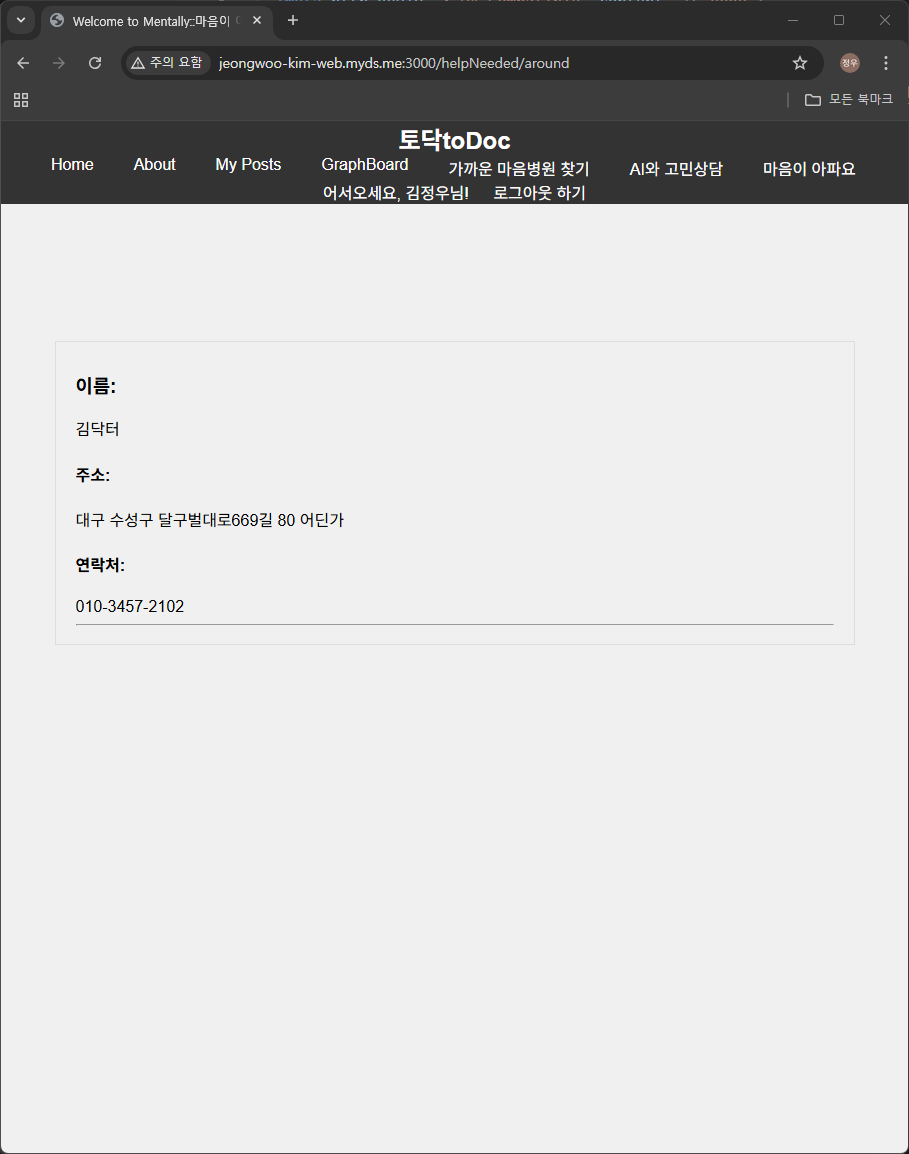 Welcome to Mentally::마음이
주의 요함
jeongwoo-kim-web.myds.me:3000/helpNeeded/around
정우
모든 북마크
토닥toDoc
Home About My Posts GraphBoard 가까운 마음병원 찾기 AI와 고민상담 마음이 아파요
어서오세요, 김정우님! 로그아웃 하기
이름:
김닥터
주소:
대구 수성구 달구벌대로669길 80 어딘가
연락처:
010-3457-2102